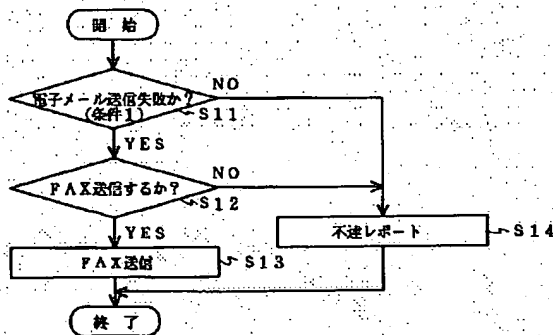 開 始
電子メール送信失敗か?
(条件1)
NO
S11
YES
FAX送信するか?
NO
S12
YES
不達レポート
S14
FAX送信
S13
終 了